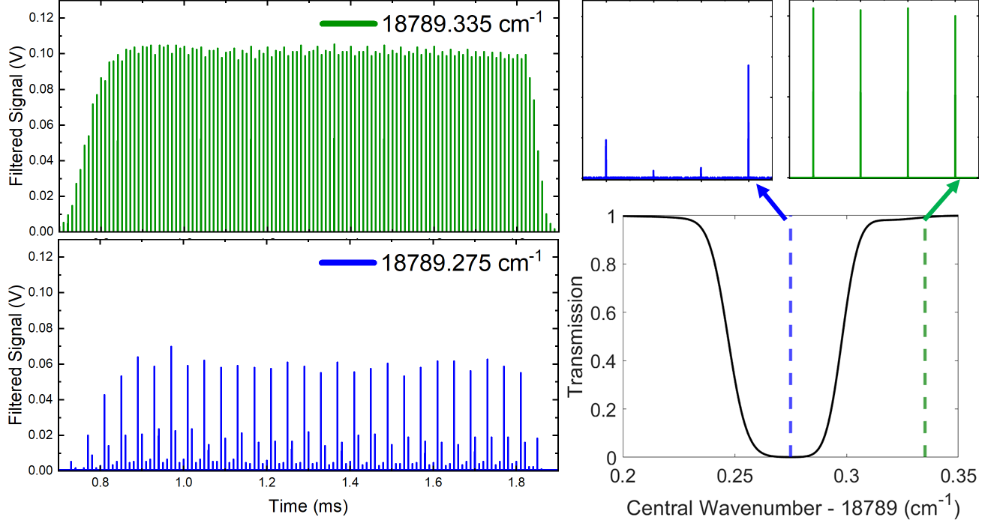 18789.335 cm-1
Filtered Signal (V)
0.12
0.10
0.08
0.06
0.04
0.02
0.00
18789.275 cm-1
Filtered Signal (V)
0.12
0.10
0.08
0.06
0.04
0.02
0.00
0.8 1.0 1.2 1.4 1.6 1.8
Time (ms)
Transmission
1
0.8
0.6
0.4
0.2
0
0.2 0.25 0.3 0.35
Central Wavenumber - 18789 (cm-1)